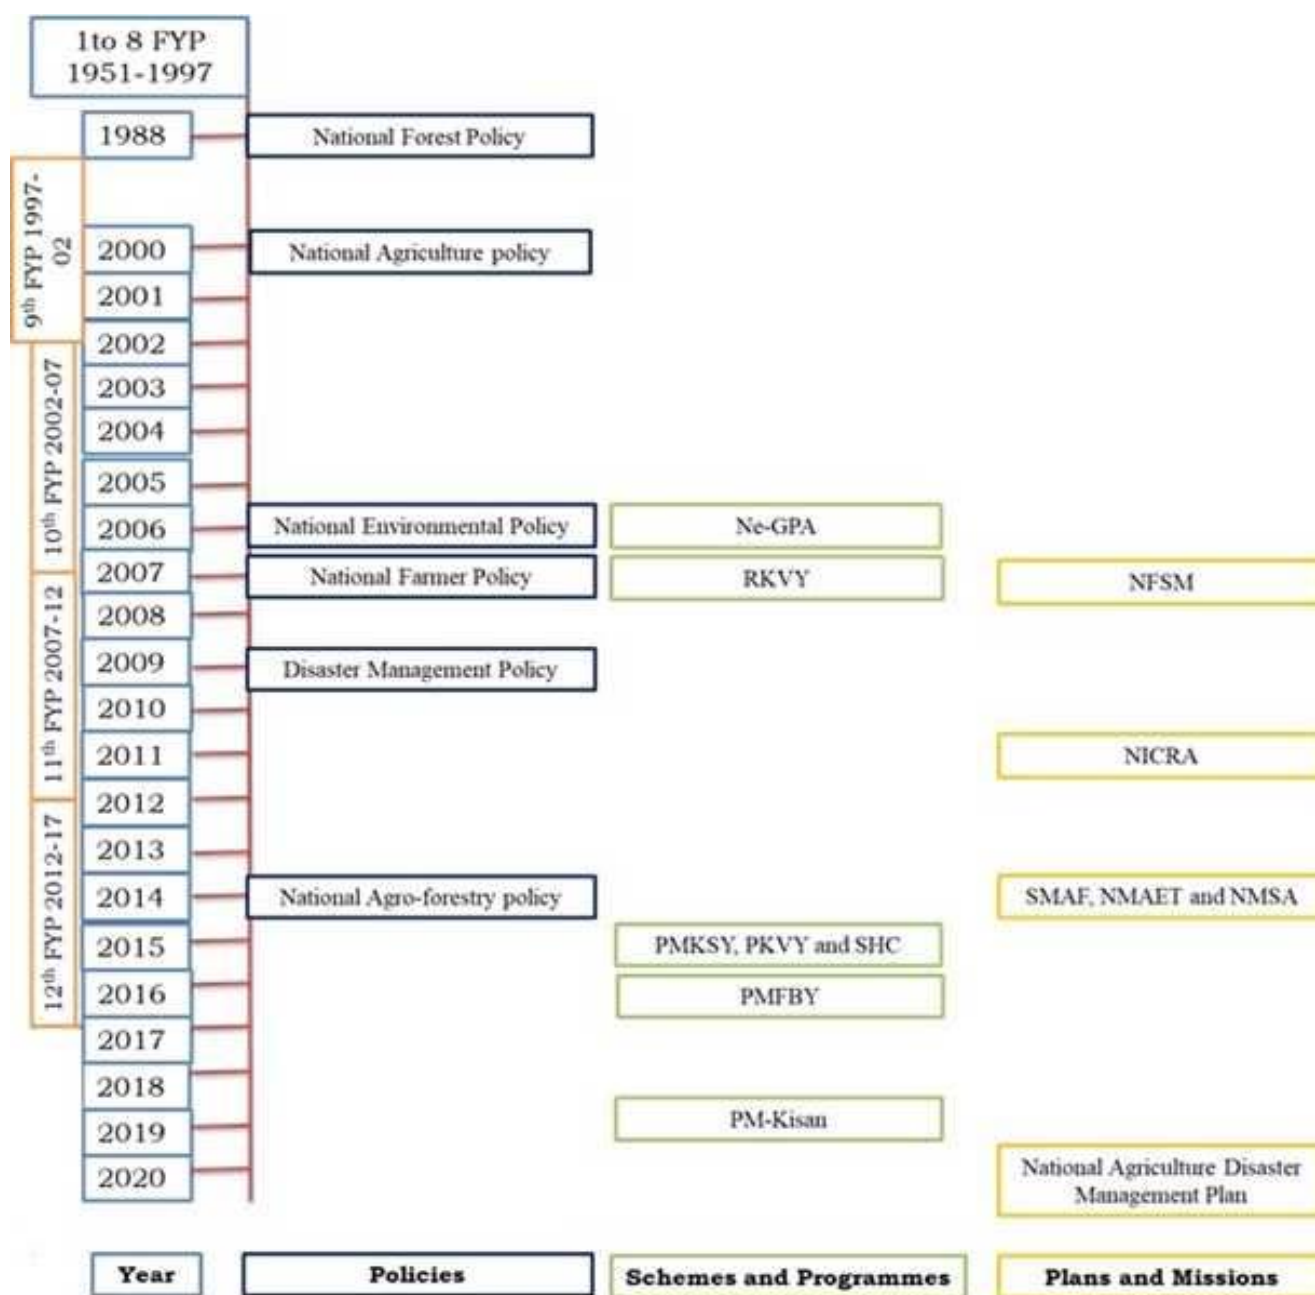 1to 8 FYP
1951-1997
1988
National Forest Policy
9th FYP 1997-
02
2000
National Agriculture policy
2001
2002
10th FYP 2002-07
2003
2004
2005
2006
National Environmental Policy
Ne-GPA
2007
National Farmer Policy
RKVY
NFSM
11th FYP 2007-12
2008
2009
Disaster Management Policy
2010
2011
NICRA
2012
12th FYP 2012-17
2013
2014
National Agro-forestry policy
SMAF, NMAET and NMSA
2015
PMKSY, PKVY and SHC
2016
PMFBY
2017
2018
2019
PM-Kisan
2020
National Agriculture Disaster
Management Plan
Year
Policies
Schemes and Programmes
Plans and Missions